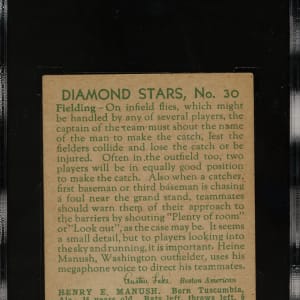 DIAMOND STARS, No. 30
Fielding—On infield flies, which might
be handled by any of several players, the
captain of the team must shout the name
of the man to make the catch, lest the
fielders collide and lose the catch or be
injured. Often in the outfield too, two
players will be in equally good position
to make the catch. Also when a catcher,
first baseman or third baseman is chasing
a foul near the grand stand, teammates
should warn them of their approach to
the barriers by shouting "Plenty of room"
or "Look out", as the case may be. It seems
a small detail, but to players looking into
the sky and running, it is important. Heine
Manush, Washington outfielder, uses his
megaphone voice to direct his teammates.
Austen Lake, Boston American
HENRY E. MANUSH. Born Tuscumbia,